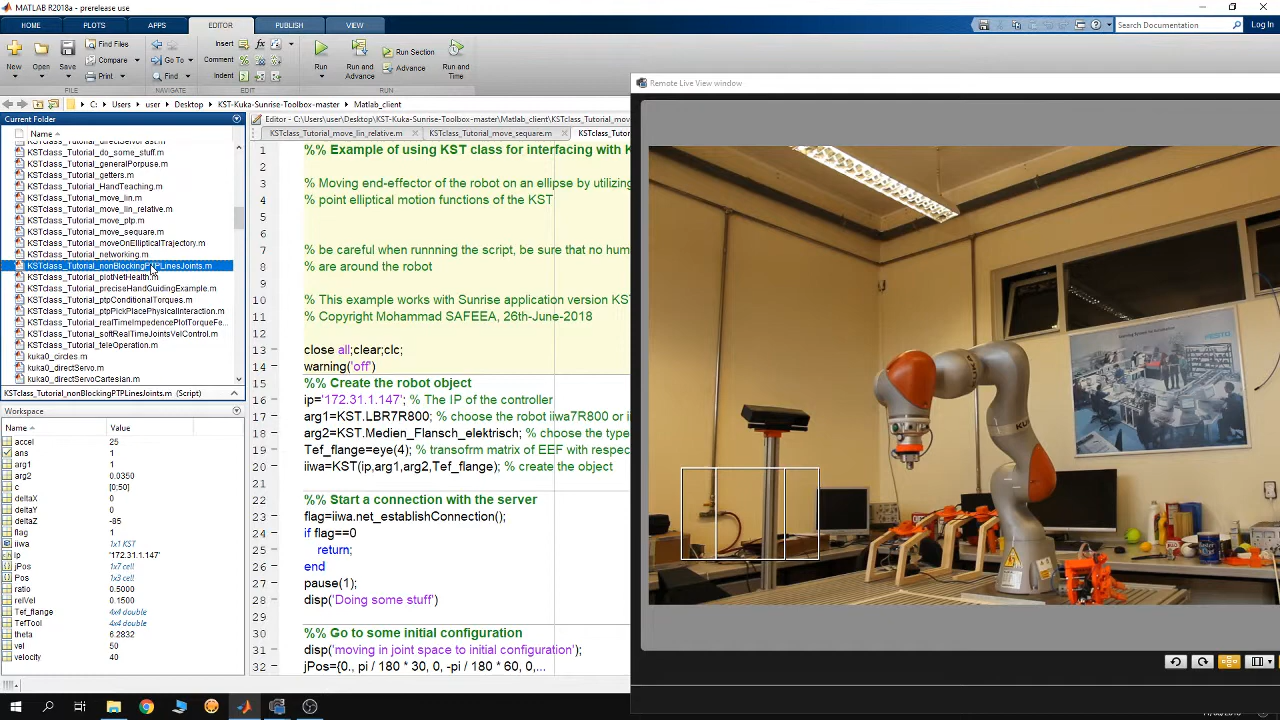 MATLAB R2018a - prerelease use
HOME PLOTS APPS EDITOR PUBLISH VIEW
Search Documentation Log In
New Open Save Find Files Compare Print Go To Find Insert Comment Indent Run Run and Advance Run Section Advance Run and Time
FILE NAVIGATE EDIT BREAKPOINTS RUN
C: Users user Desktop KST-Kuka-Sunrise-Toolbox-master Matlab_client
Current Folder
Name
KSTclass_Tutorial_directServoFast.m
KSTclass_Tutorial_do_some_stuff.m
KSTclass_Tutorial_generalPorpuse.m
KSTclass_Tutorial_getters.m
KSTclass_Tutorial_HandTeaching.m
KSTclass_Tutorial_move_lin.m
KSTclass_Tutorial_move_lin_relative.m
KSTclass_Tutorial_move_ptp.m
KSTclass_Tutorial_move_sequare.m
KSTclass_Tutorial_moveOnEllipticalTrajectory.m
KSTclass_Tutorial_networking.m
KSTclass_Tutorial_nonBlockingPTPLinesJoints.m
KSTclass_Tutorial_plotNetHealth.m
KSTclass_Tutorial_preciseHandGuidingExample.m
KSTclass_Tutorial_ptpConditionalTorques.m
KSTclass_Tutorial_ptpPickPlacePhysicalInteraction.m
KSTclass_Tutorial_realTimeImpedencePlotTorqueFe...
KSTclass_Tutorial_softRealTimeJointsVelControl.m
KSTclass_Tutorial_teleOperation.m
kuka0_circles.m
kuka0_directServo.m
kuka0_directServoCartesian.m
KSTclass_Tutorial_nonBlockingPTPLinesJoints.m (Script)
Workspace
Name Value
accel 25
ans 1
arg1 1
arg2 0.0350
c [0;50]
deltaX 0
deltaY 0
deltaZ -85
iiwa 1x1 KST
ip '172.31.1.147'
jPos 1x7 cell
Pos 1x3 cell
ratio 0.5000
relVel 0.1500
Tef_flange 4x4 double
TefTool 4x4 double
theta 6.2832
vel 50
velocity 40
Editor - C:\Users\user\Desktop\KST-Kuka-Sunrise-Toolbox-master\Matlab_client\KSTclass_Tutorial_mov
KSTclass_Tutorial_move_lin_relative.m KSTclass_Tutorial_move_sequare.m KSTclass_Tutor
1 %% Example of using KST class for interfacing with K
2
3 % Moving end-effector of the robot on an ellipse by utilizing
4 % point elliptical motion functions of the KST
5
6
7 % be careful when runnning the script, be sure that no hum
8 % are around the robot
9
10 % This example works with Sunrise application version KS
11 % Copyright Mohammad SAFEEA, 26th-June-2018
12
13 close all;clear;clc;
14 warning('off')
15 %% Create the robot object
16 ip='172.31.1.147'; % The IP of the controller
17 arg1=KST.LBR7R800; % choose the robot iiwa7R800 or ii
18 arg2=KST.Medien_Flansch_elektrisch; % choose the type
19 Tef_flange=eye(4); % transofrm matrix of EEF with respec
20 iiwa=KST(ip,arg1,arg2,Tef_flange); % create the object
21
22 %% Start a connection with the server
23 flag=iiwa.net_establishConnection();
24 if flag==0
25 return;
26 end
27 pause(1);
28 disp('Doing some stuff')
29
30 %% Go to some initial configuration
31 disp('moving in joint space to initial configuration');
32 jPos={0., pi / 180 * 30, 0, -pi / 180 * 60, 0,...
Remote Live View window
FESTO